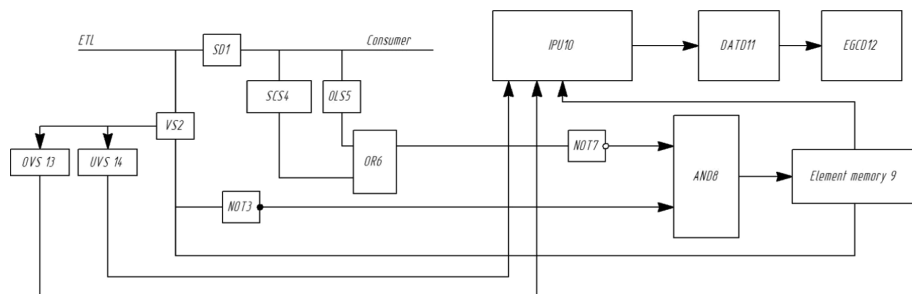 ETL
SD1
Consumer
IPU10
DATD11
EGCD12
SCS4
OLS5
VS2
OVS 13
UVS 14
OR6
NOT7
AND8
Element memory 9
NOT3